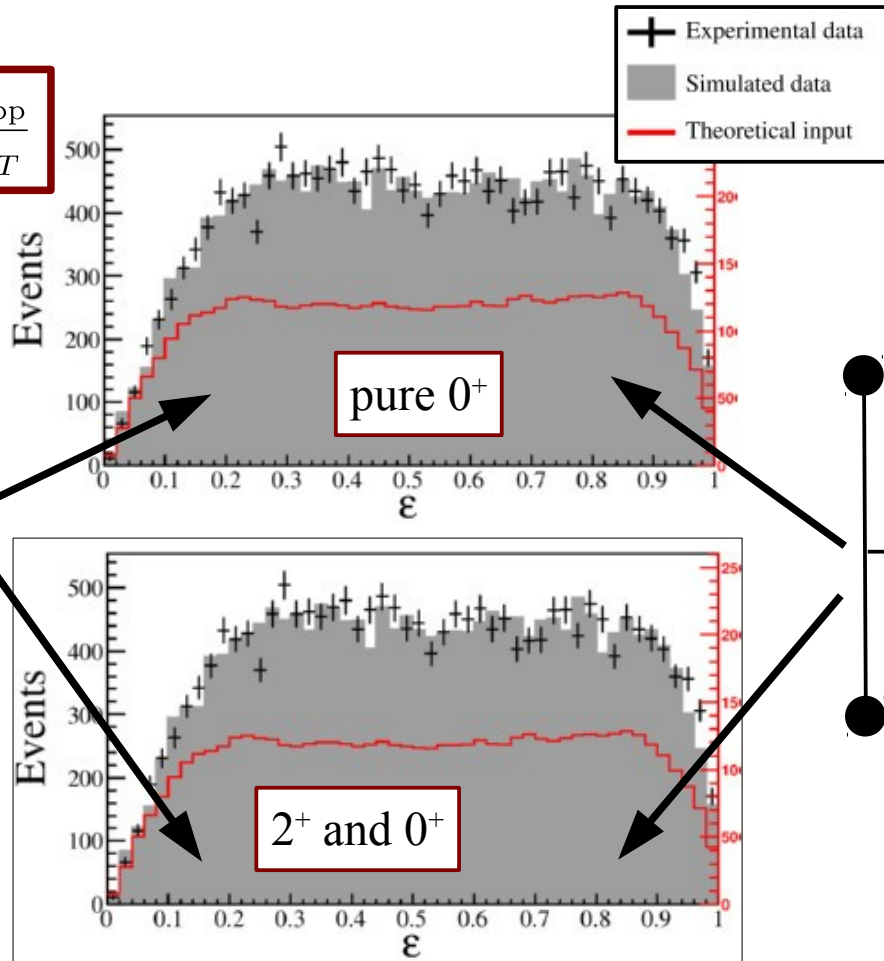 Experimental data
Simulated data
Theoretical input
T
500
400
300
200
100
0
Events
pure 0⁺
0 0.1 0.2 0.3 0.4 0.5 0.6 0.7 0.8 0.9 1
ε
500
400
300
200
100
0
Events
2⁺ and 0⁺
0 0.1 0.2 0.3 0.4 0.5 0.6 0.7 0.8 0.9 1
ε